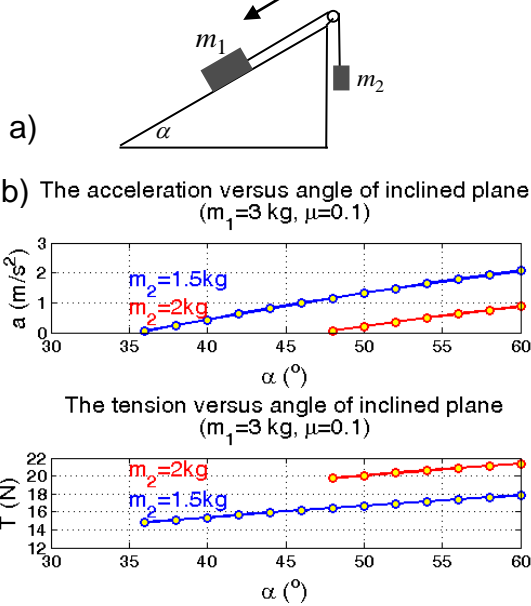 m₁
m₂
α
a)
b) The acceleration versus angle of inclined plane
(m₁=3 kg, μ=0.1)
3
2
1
0
a (m/s²)
m₂=1.5kg
m₂=2kg
30 35 40 45 50 55 60
α (°)
The tension versus angle of inclined plane
(m₁=3 kg, μ=0.1)
22
20
18
16
14
12
T (N)
m₂=2kg
m₂=1.5kg
30 35 40 45 50 55 60
α (°)